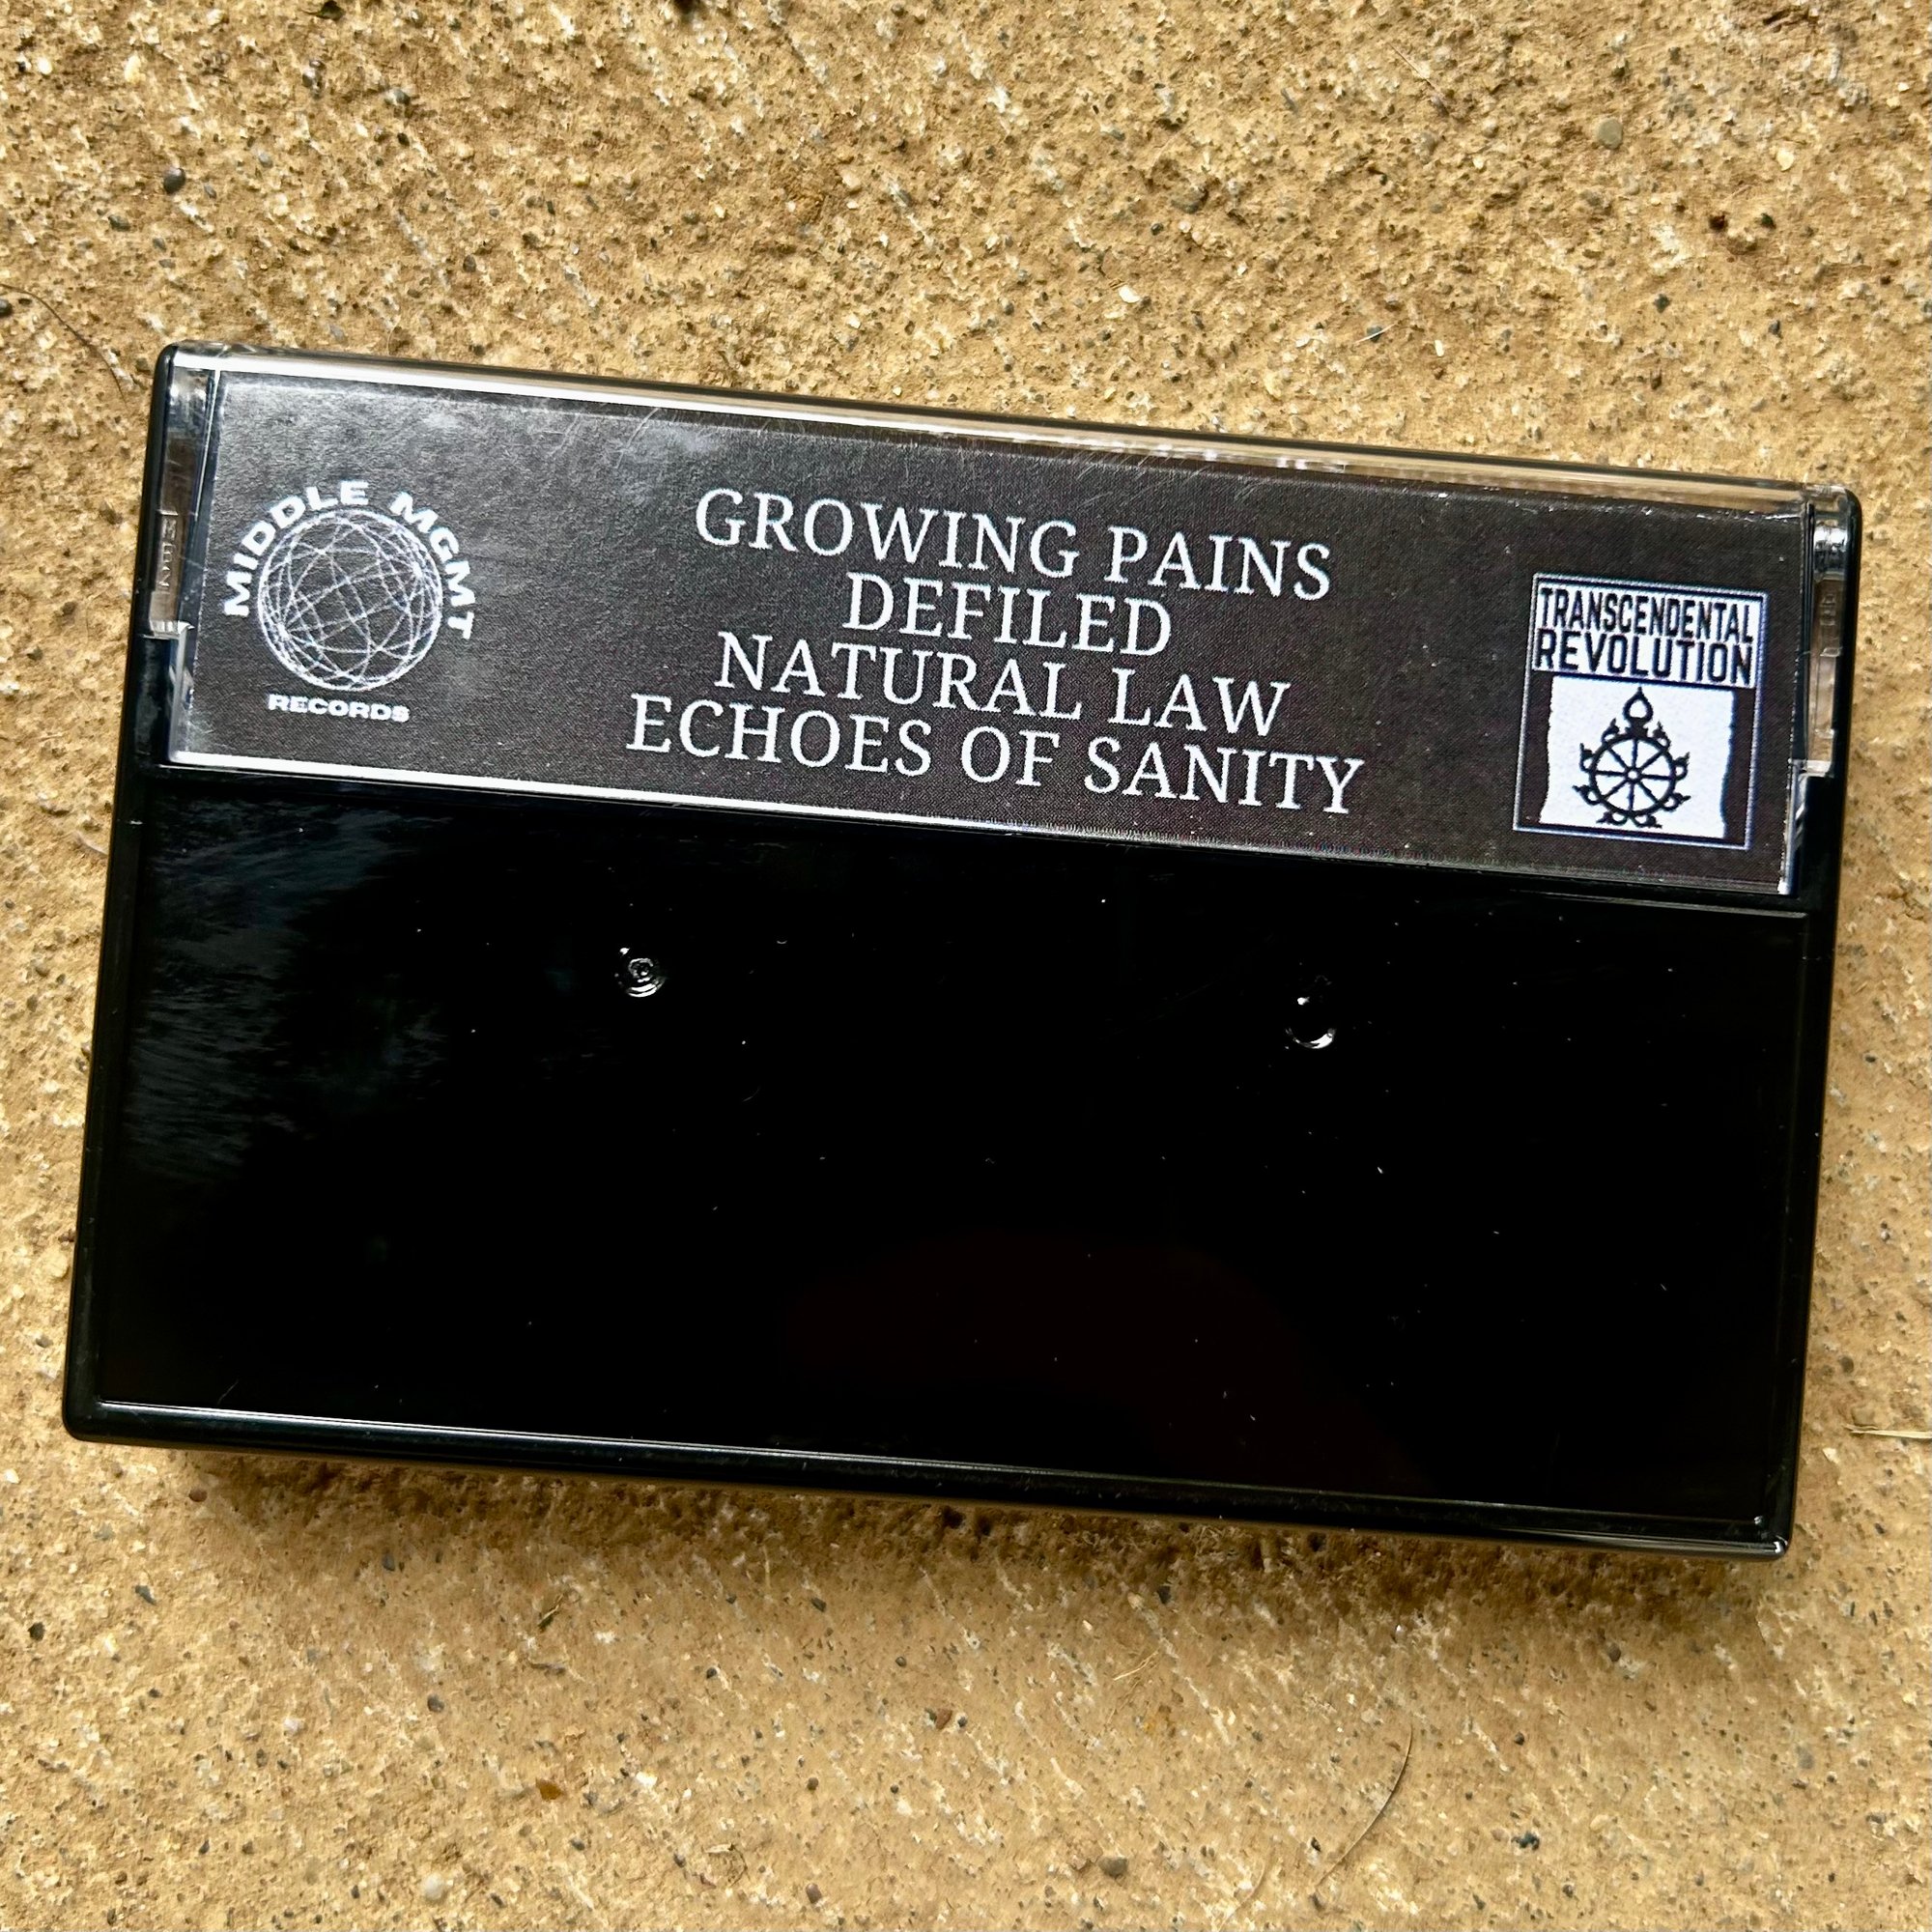 MIDDLE MGMT
RECORDS
GROWING PAINS
DEFILED
NATURAL LAW
ECHOES OF SANITY
TRANSCENDENTAL
REVOLUTION